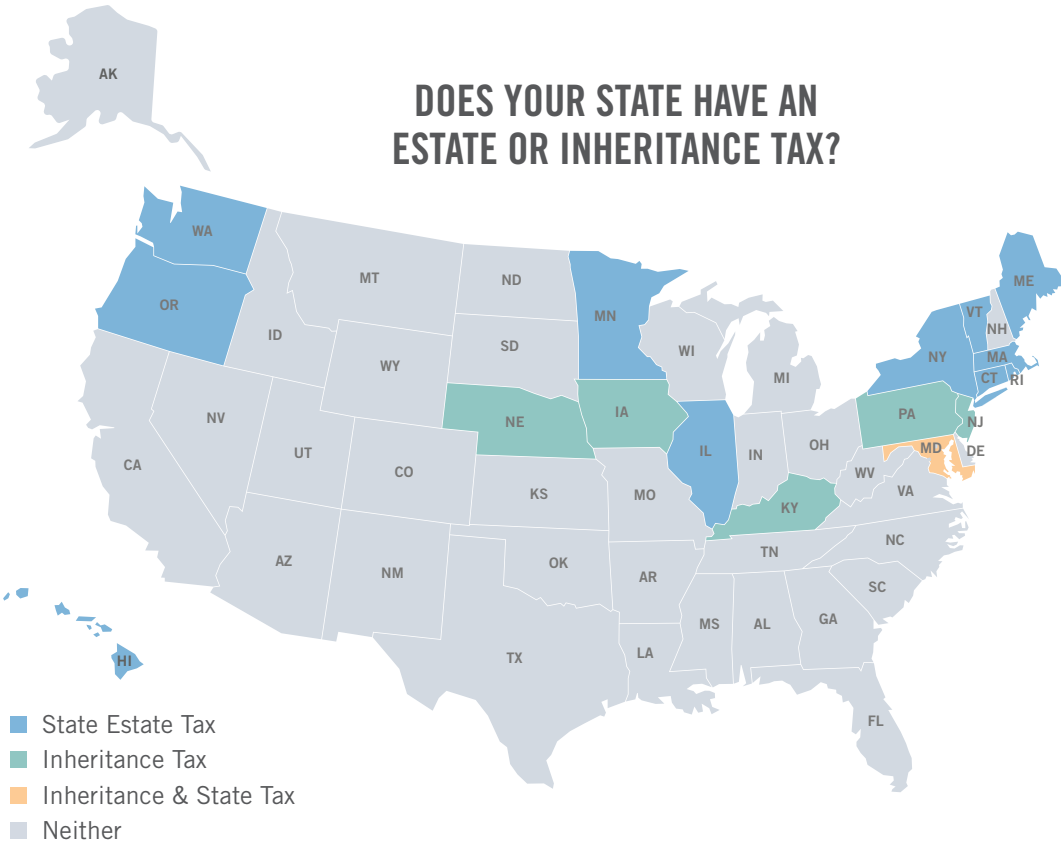 AK
DOES YOUR STATE HAVE AN
ESTATE OR INHERITANCE TAX?
WA
OR
MT
ID
ND
MN
SD
WY
WI
MI
ME
VT
NH
NY
MA
CT
RI
NV
UT
CA
CO
NE
IA
KS
MO
IL
IN
OH
PA
NJ
MD
DE
WV
VA
KY
AZ
NM
OK
AR
TN
NC
SC
TX
LA
MS
AL
GA
FL
HI
State Estate Tax
Inheritance Tax
Inheritance & State Tax
Neither